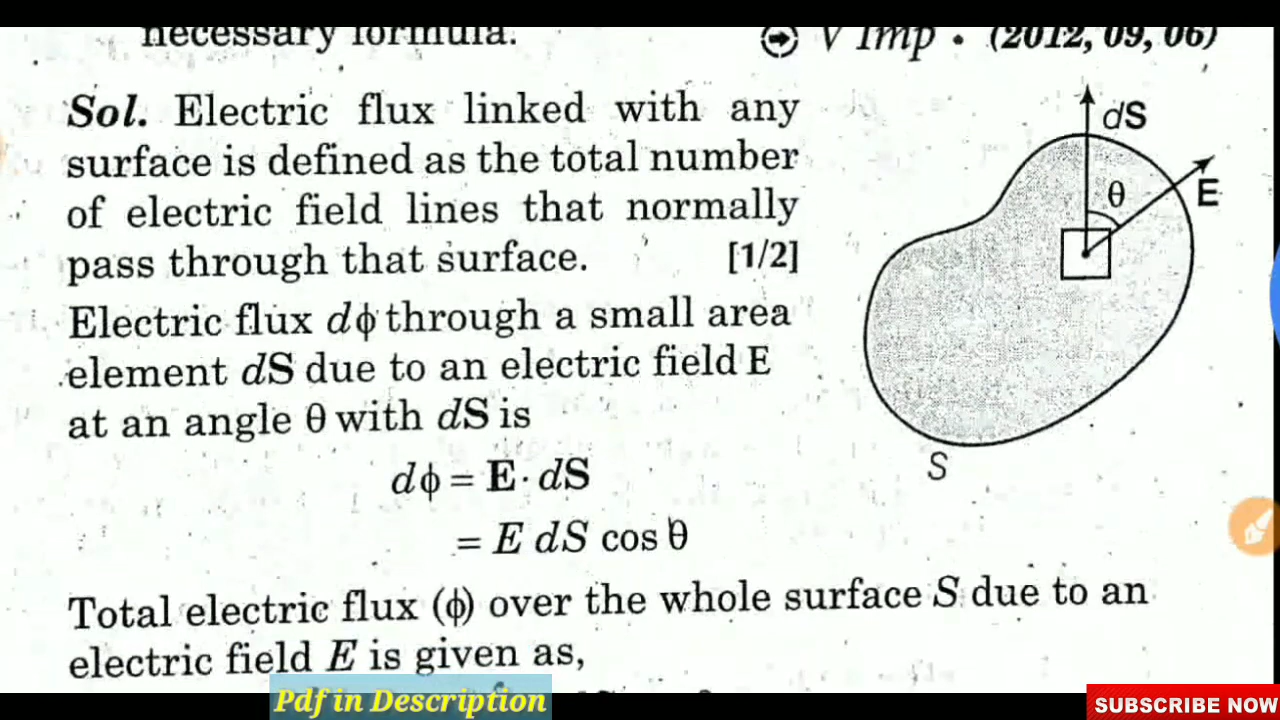 necessary formula.
V Imp • (2012, 09, 06)
Sol. Electric flux linked with any
surface is defined as the total number
of electric field lines that normally
pass through that surface. [1/2]
Electric flux dϕ through a small area
element dS due to an electric field E
at an angle θ with dS is
dϕ = E · dS
= E dS cos θ
Total electric flux (ϕ) over the whole surface S due to an
electric field E is given as,
dS
θ
E
S
Pdf in Description
SUBSCRIBE NOW